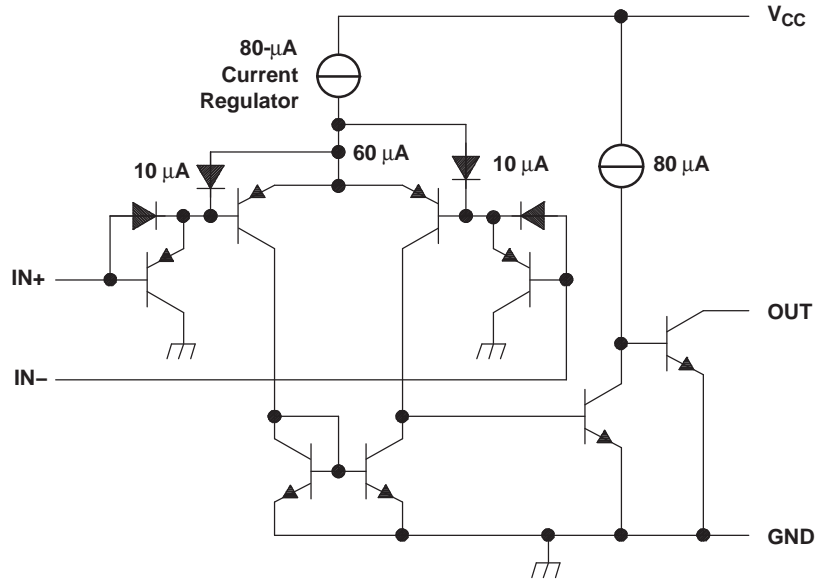 V_CC
80-μA
Current
Regulator
60 μA
10 μA
10 μA
80 μA
IN+
OUT
IN−
GND